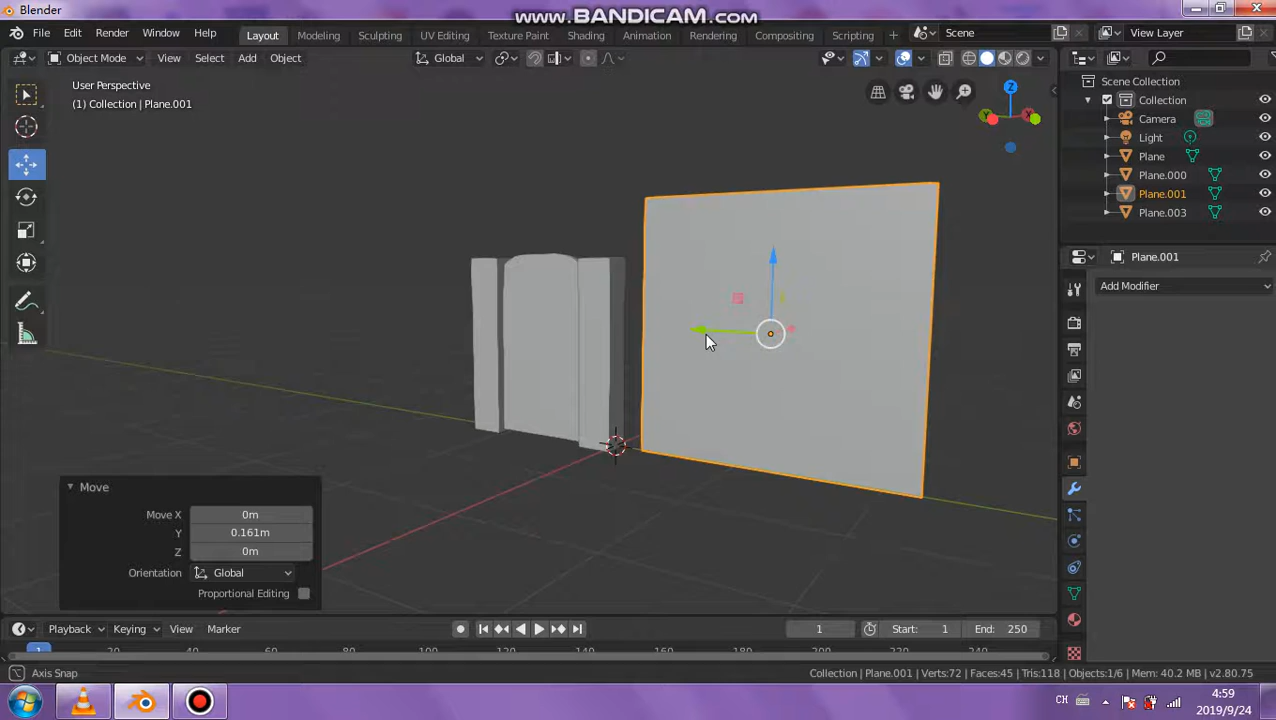 Blender
www.BANDICAM.com
File Edit Render Window Help
Layout Modeling Sculpting UV Editing Texture Paint Shading Animation Rendering Compositing Scripting
Scene
View Layer
Object Mode View Select Add Object
Global
User Perspective
(1) Collection | Plane.001
Z
Scene Collection
Collection
Camera
Light
Plane
Plane.000
Plane.001
Plane.003
Plane.001
Add Modifier
Move
Move X 0m
Y 0.161m
Z 0m
Orientation Global
Proportional Editing
Playback Keying View Marker
1 Start: 1 End: 250
1 20 40 60 80 100 120 140 160 180 200 220 240
Axis Snap
Collection | Plane.001 | Verts:72 | Faces:45 | Tris:118 | Objects:1/6 | Mem: 40.2 MB | v2.80.75
CH
4:59
2019/9/24